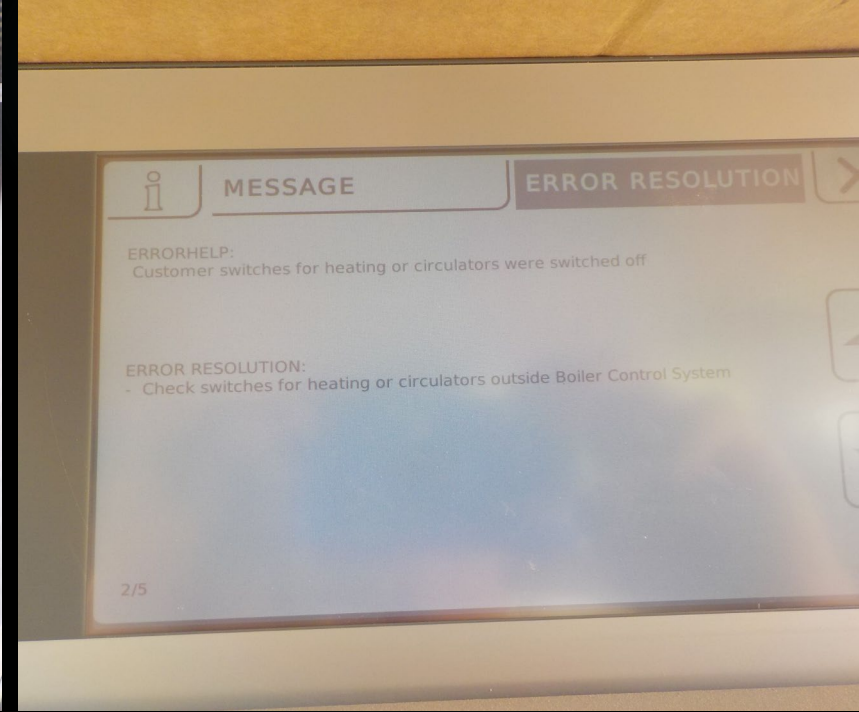 i
MESSAGE
ERROR RESOLUTION
ERRORHELP:
Customer switches for heating or circulators were switched off
ERROR RESOLUTION:
- Check switches for heating or circulators outside Boiler Control System
2/5